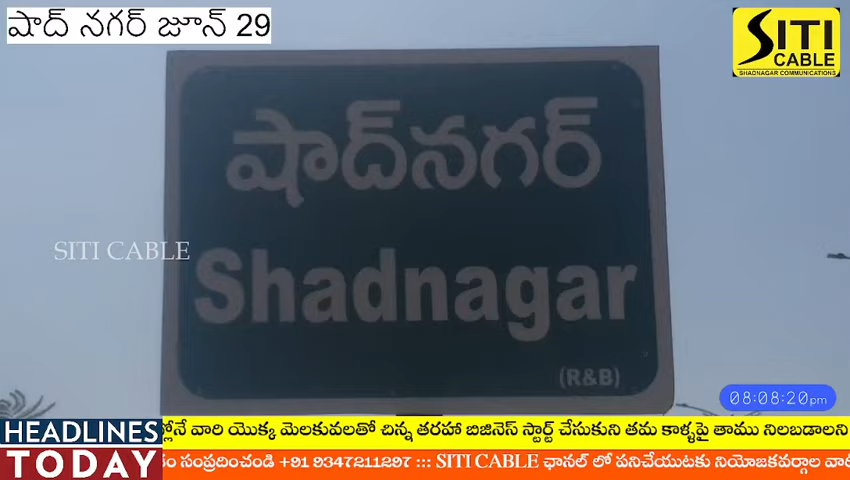 షాద్ నగర్ జూన్ 29
SITI
CABLE
SHADNAGAR COMMUNICATIONS
షాద్‌నగర్
SITI CABLE
Shadnagar
(R&B)
08:08:20pm
HEADLINES
TODAY
వారి యొక్క మెలకువలతో చిన్న తరహా బిజినెస్ స్టార్ట్ చేసుకుని తమ కాళ్ళపై తాము నిలబడాలని
సంప్రదించండి +91 9347211297 ::: SITI CABLE ఛానల్ లో పనిచేయుటకు నియోజకవర్గాల